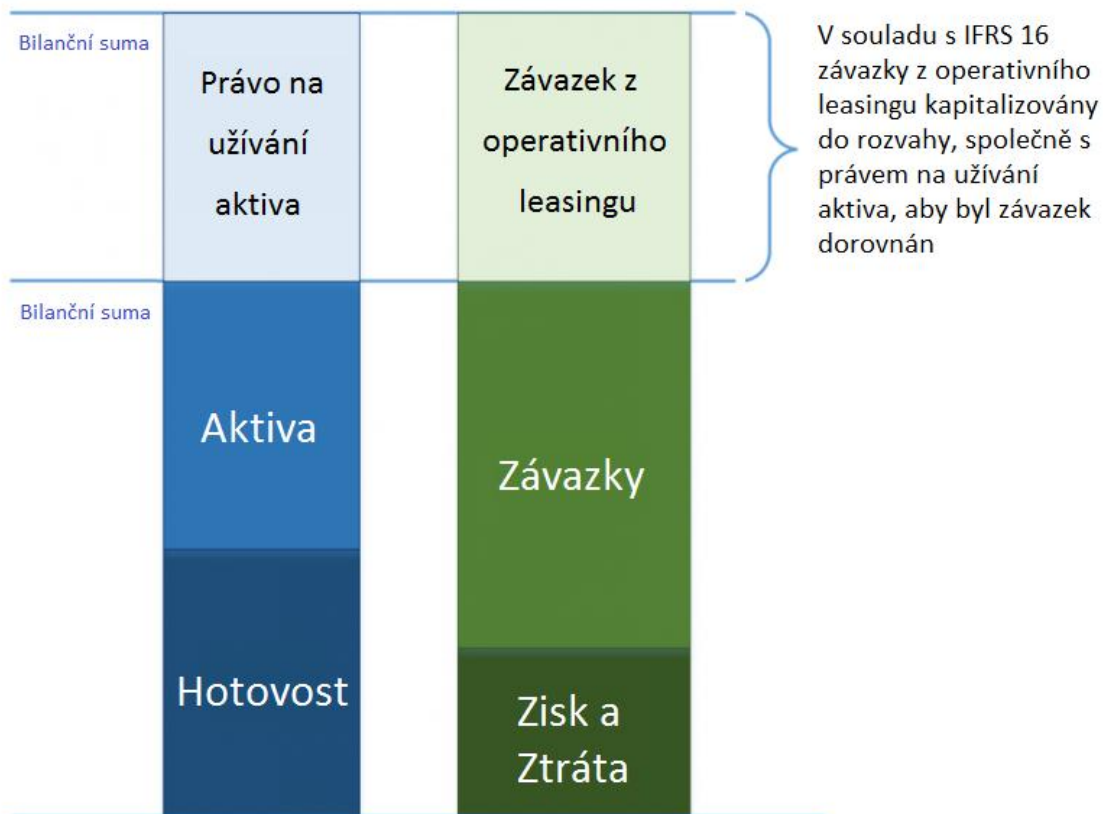 Bilanční suma
Právo na
užívání
aktiva
Závazek z
operativního
leasingu
V souladu s IFRS 16
závazky z operativního
leasingu kapitalizovány
do rozvahy, společně s
právem na užívání
aktiva, aby byl závazek
dorovnán
Bilanční suma
Aktiva
Závazky
Hotovost
Zisk a
Ztráta